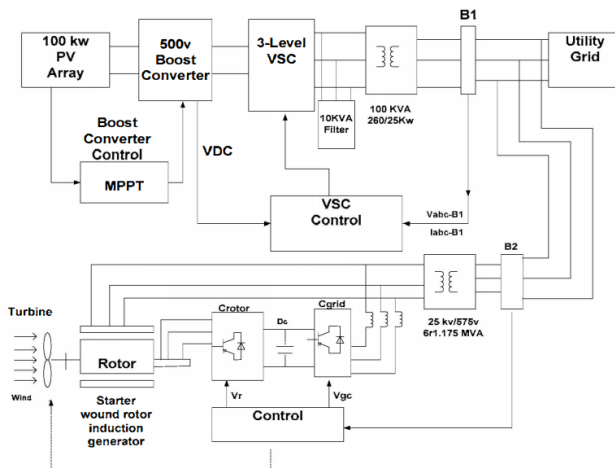 100 kw
PV
Array
500v
Boost
Converter
3-Level
VSC
B1
Utility
Grid
10KVA
Filter
100 KVA
260/25Kw
Boost
Converter
Control
VDC
MPPT
VSC
Control
Vabc-B1
Iabc-B1
B2
25 kv/575v
6r1.175 MVA
Turbine
Crotor
Cgrid
Dc
Rotor
Wind
Starter
wound rotor
induction
generator
Vr
Vgc
Control